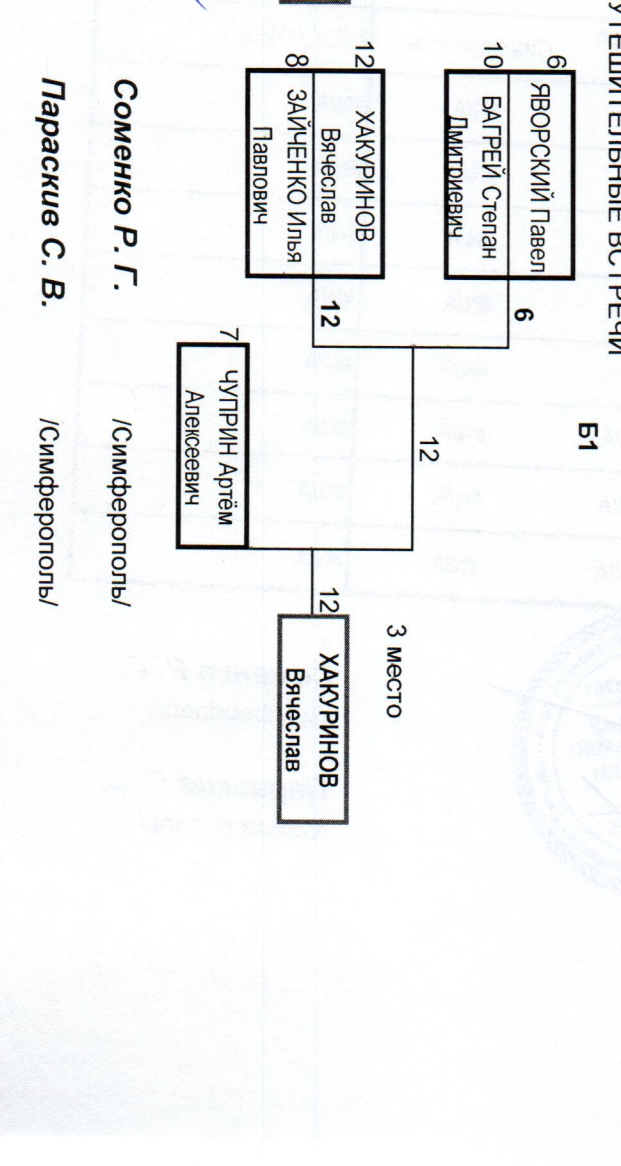 УТЕШИТЕЛЬНЫЕ ВСТРЕЧИ
Б1
6 ЯВОРСКИЙ Павел
6
10 БАГРЕЙ Степан
Дмитриевич
12
12 ХАКУРИНОВ
Вячеслав
12
8 ЗАЙЧЕНКО Илья
Павлович
3 место
12 ХАКУРИНОВ
Вячеслав
7 ЧУПРИН Артём
Алексеевич
Соменко Р. Г. /Симферополь/
Параскив С. В. /Симферополь/